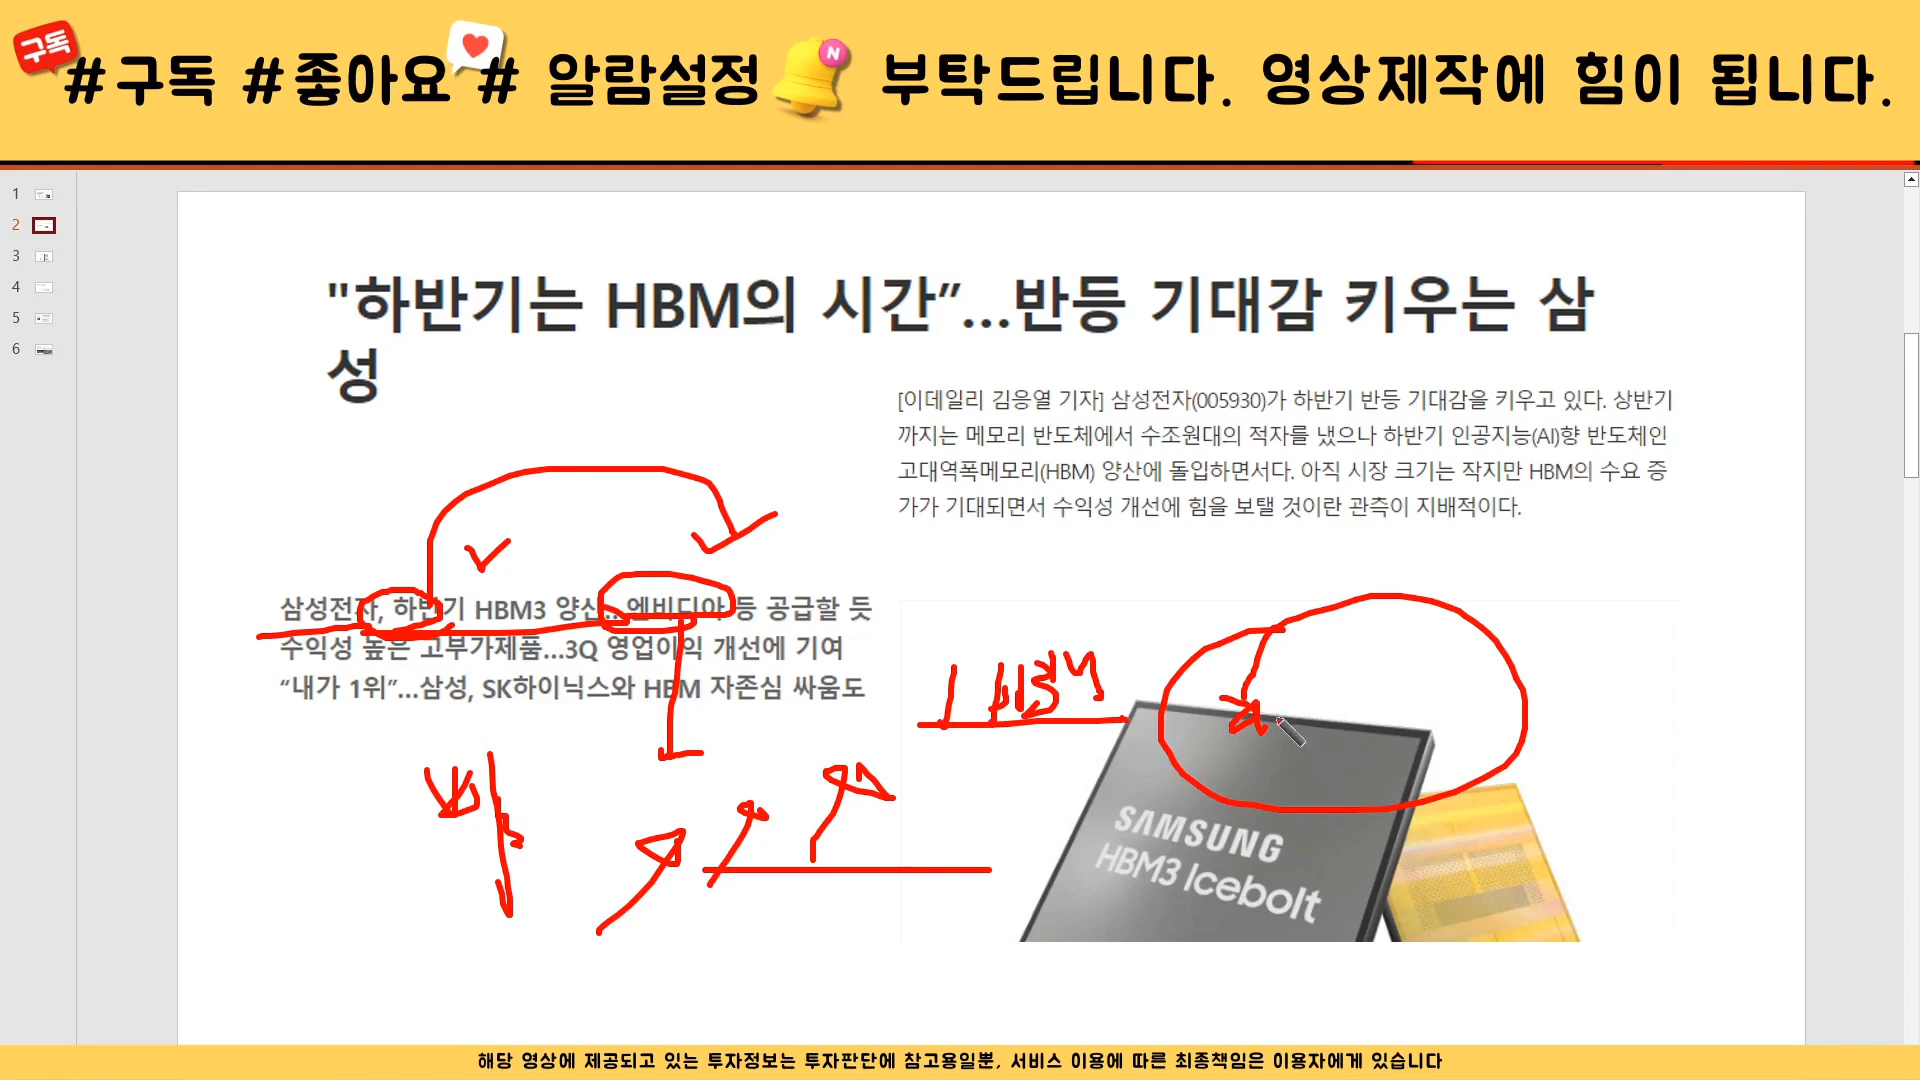 구독
#구독 #좋아요 # 알람설정 N 부탁드립니다. 영상제작에 힘이 됩니다.
1
2
3
4
5
6
"하반기는 HBM의 시간”...반등 기대감 키우는 삼
성
[이데일리 김응열 기자] 삼성전자(005930)가 하반기 반등 기대감을 키우고 있다. 상반기
까지는 메모리 반도체에서 수조원대의 적자를 냈으나 하반기 인공지능(AI)향 반도체인
고대역폭메모리(HBM) 양산에 돌입하면서다. 아직 시장 크기는 작지만 HBM의 수요 증
가가 기대되면서 수익성 개선에 힘을 보탤 것이란 관측이 지배적이다.
삼성전자, 하반기 HBM3 양산...엔비디아 등 공급할 듯
수익성 높은 고부가제품...3Q 영업이익 개선에 기여
“내가 1위”...삼성, SK하이닉스와 HBM 자존심 싸움도
SAMSUNG
HBM3 Icebolt
해당 영상에 제공되고 있는 투자정보는 투자판단에 참고용일뿐, 서비스 이용에 따른 최종책임은 이용자에게 있습니다